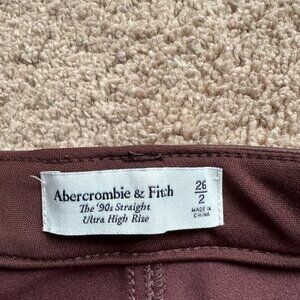 Abercrombie & Fitch
The '90s Straight
Ultra High Rise
26
2
MADE IN
CHINA